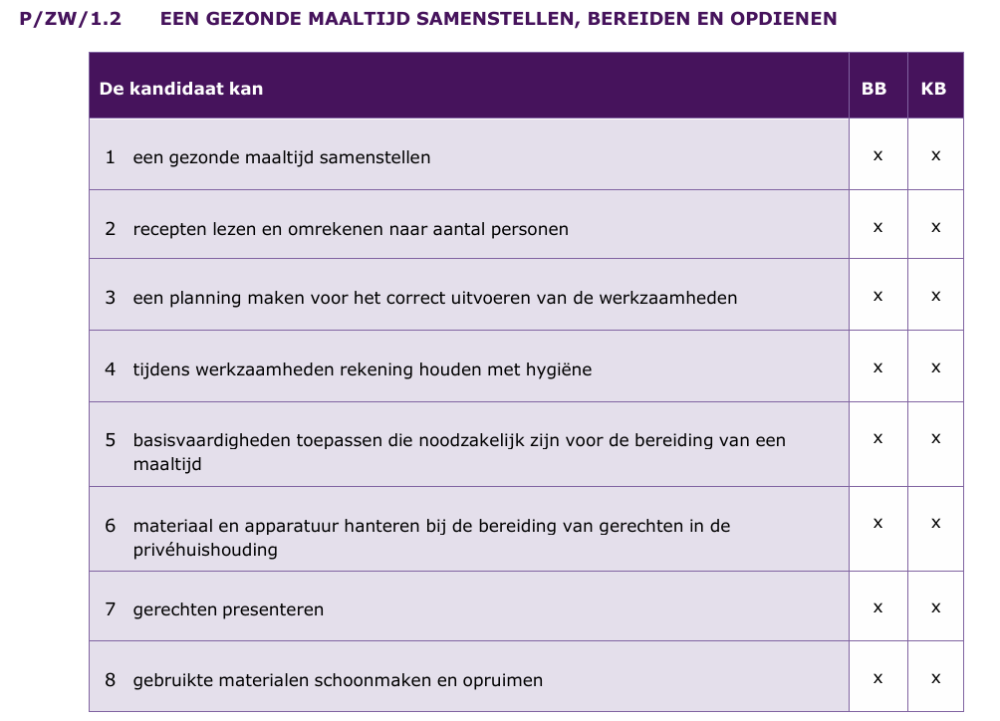 P/ZW/1.2 EEN GEZONDE MAALTIJD SAMENSTELLEN, BEREIDEN EN OPDIENEN
De kandidaat kan BB KB
1 een gezonde maaltijd samenstellen x x
2 recepten lezen en omrekenen naar aantal personen x x
3 een planning maken voor het correct uitvoeren van de werkzaamheden x x
4 tijdens werkzaamheden rekening houden met hygiëne x x
5 basisvaardigheden toepassen die noodzakelijk zijn voor de bereiding van een x x
maaltijd
6 materiaal en apparatuur hanteren bij de bereiding van gerechten in de x x
privéhuishouding
7 gerechten presenteren x x
8 gebruikte materialen schoonmaken en opruimen x x